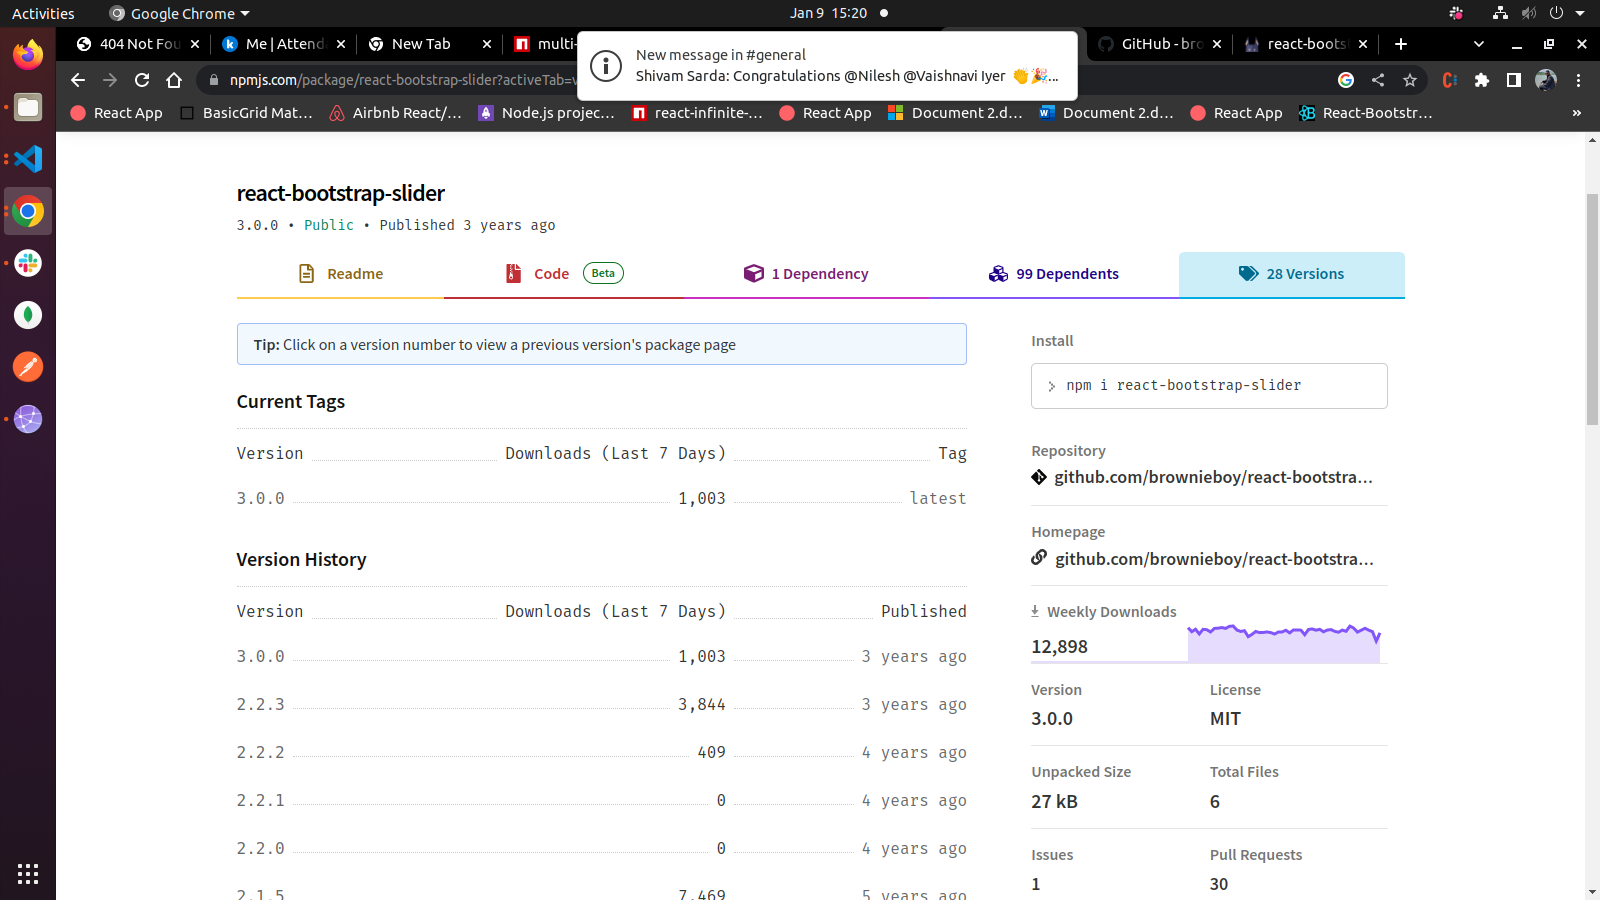 Activities
Google Chrome
Jan 9 15:20
404 Not Fou
Me | Attenda
New Tab
multi-
GitHub - bro
react-boots
New message in #general
Shivam Sarda: Congratulations @Nilesh @Vaishnavi Iyer 👏🎉...
npmjs.com/package/react-bootstrap-slider?activeTab=v
React App
BasicGrid Mat...
Airbnb React/...
Node.js projec...
react-infinite-...
React App
Document 2.d...
Document 2.d...
React App
React-Bootstr...
»
react-bootstrap-slider
3.0.0 • Public • Published 3 years ago
Readme
Code Beta
1 Dependency
99 Dependents
28 Versions
Tip: Click on a version number to view a previous version's package page
Current Tags
Version Downloads (Last 7 Days) Tag
3.0.0 1,003 latest
Version History
Version Downloads (Last 7 Days) Published
3.0.0 1,003 3 years ago
2.2.3 3,844 3 years ago
2.2.2 409 4 years ago
2.2.1 0 4 years ago
2.2.0 0 4 years ago
2.1.5 7,469 5 years ago
Install
npm i react-bootstrap-slider
Repository
github.com/brownieboy/react-bootstra...
Homepage
github.com/brownieboy/react-bootstra...
Weekly Downloads
12,898
Version License
3.0.0 MIT
Unpacked Size Total Files
27 kB 6
Issues Pull Requests
1 30